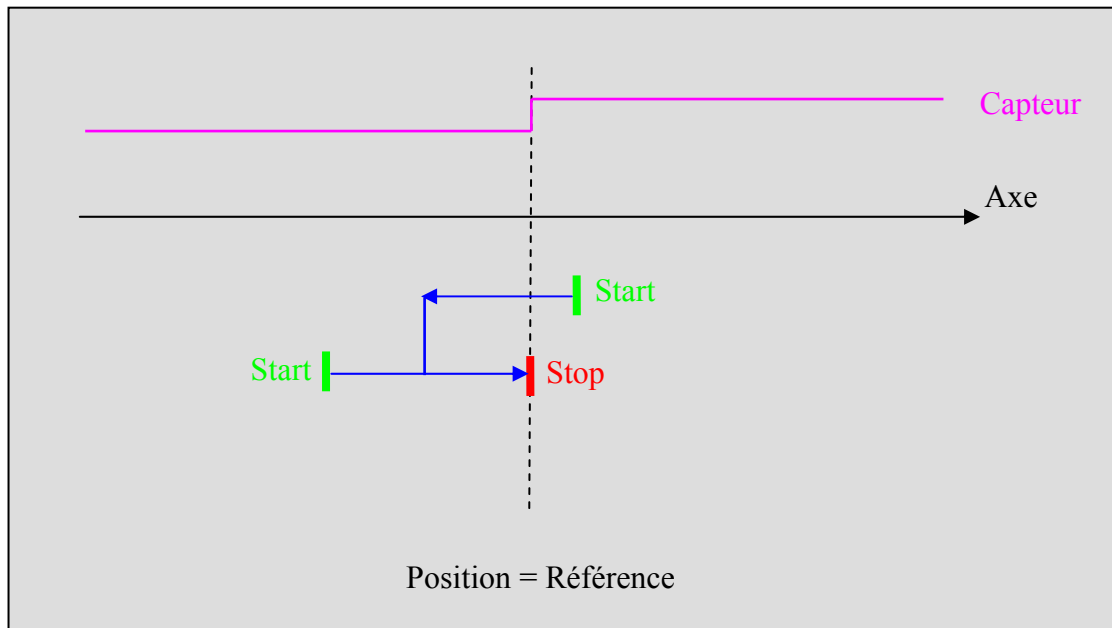 Capteur
Axe
Start
Start
Stop
Position = Référence